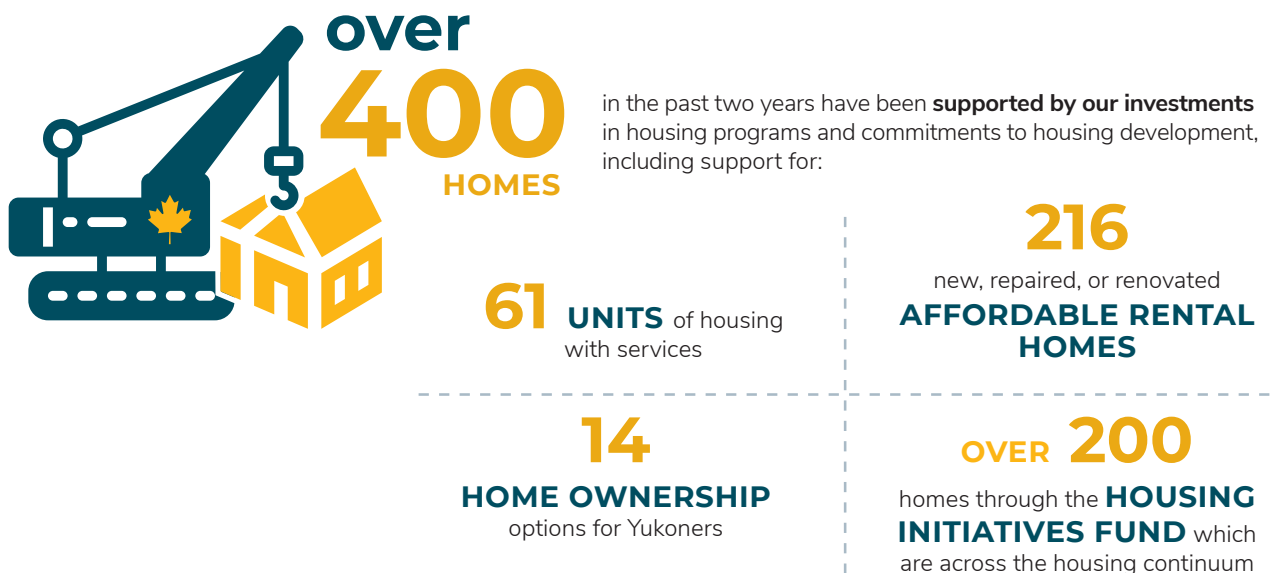 over
400
HOMES
in the past two years have been supported by our investments
in housing programs and commitments to housing development,
including support for:
61 UNITS of housing
with services
216
new, repaired, or renovated
AFFORDABLE RENTAL
HOMES
14
HOME OWNERSHIP
options for Yukoners
OVER 200
homes through the HOUSING
INITIATIVES FUND which
are across the housing continuum